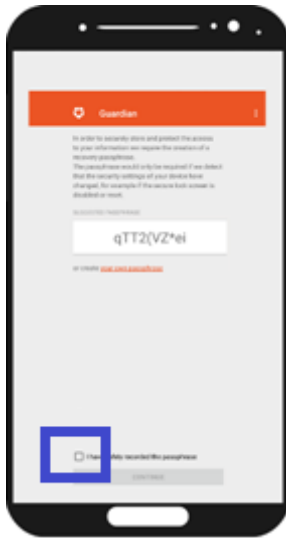 Guardian
In order to securely store and protect the access
to your information we require the creation of a
recovery passphrase.
The passphrase would only be required if we detect
that the security settings of your device have
changed, for example if the secure lock screen is
disabled or reset.
SUGGESTED PASSPHRASE
qTT2(VZ*ei
or create your own passphrase
I have safely recorded the passphrase
CONTINUE